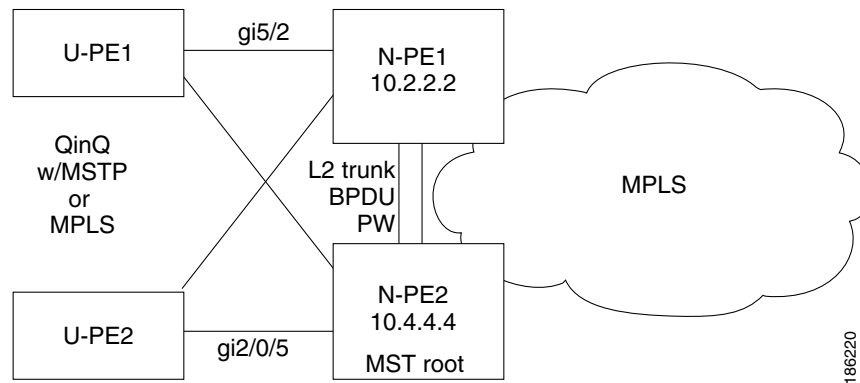 U-PE1
gi5/2
N-PE1
10.2.2.2
QinQ
w/MSTP
or
MPLS
L2 trunk
BPDU
PW
MPLS
U-PE2
gi2/0/5
N-PE2
10.4.4.4
MST root
186220